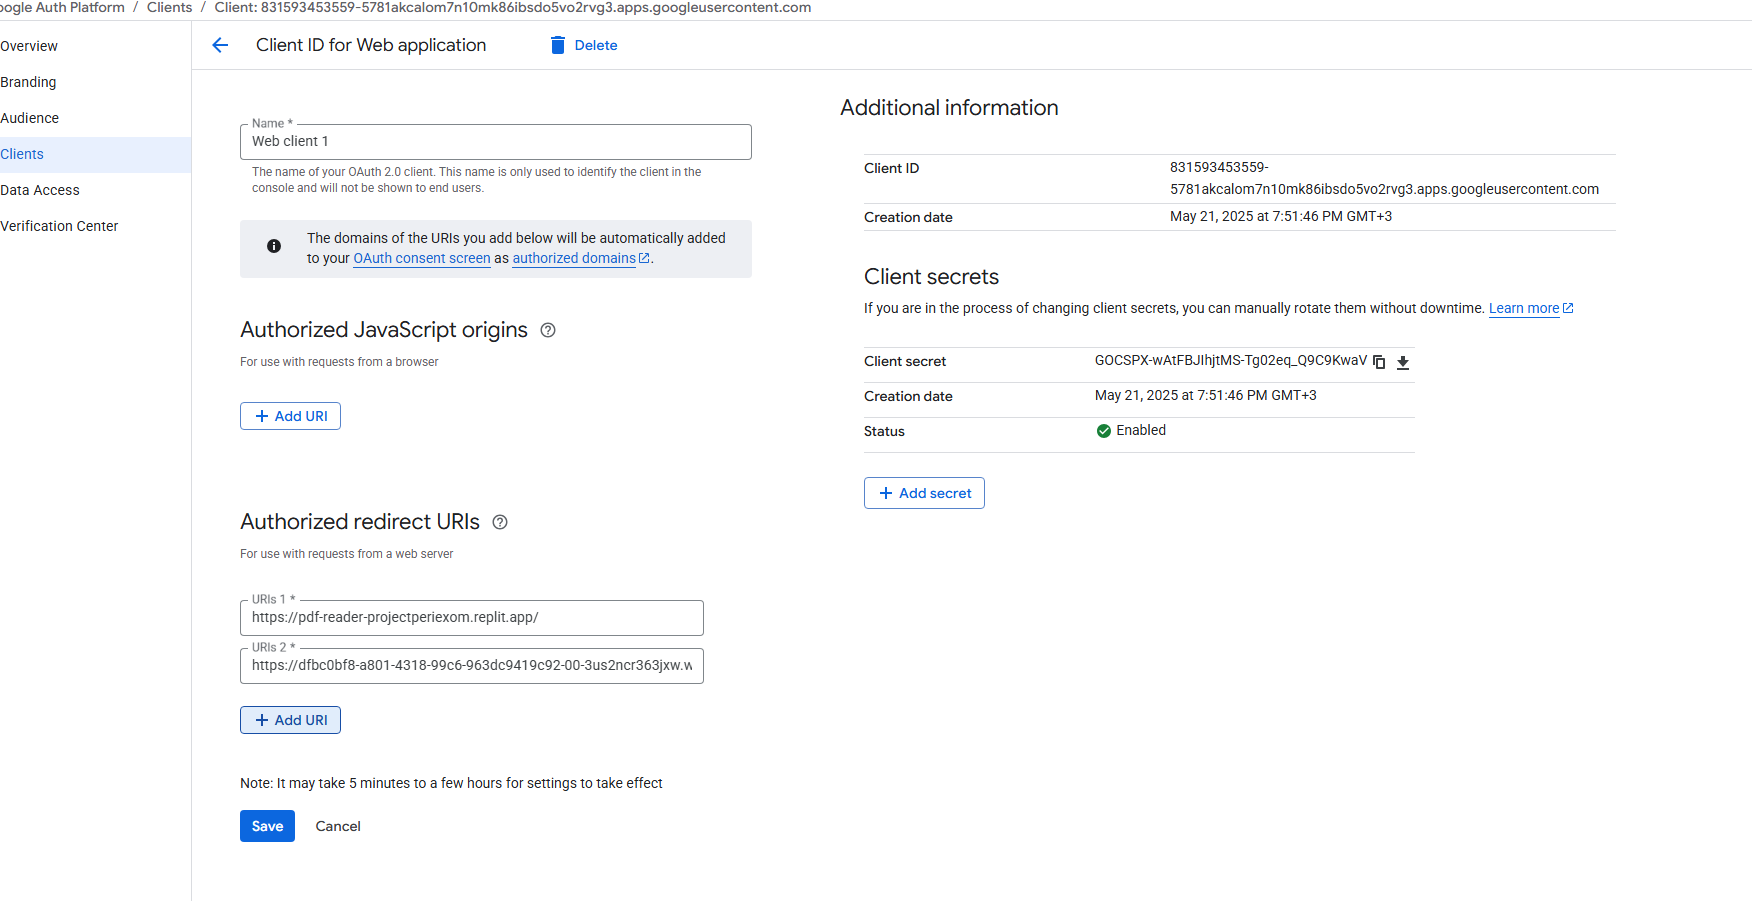 oogle Auth Platform / Clients / Client: 831593453559-5781akcalom7n10mk86ibsdo5vo2rvg3.apps.googleusercontent.com
Overview
Branding
Audience
Clients
Data Access
Verification Center
Client ID for Web application
Delete
Name *
Web client 1
The name of your OAuth 2.0 client. This name is only used to identify the client in the
console and will not be shown to end users.
The domains of the URIs you add below will be automatically added
to your OAuth consent screen as authorized domains.
Authorized JavaScript origins
For use with requests from a browser
+ Add URI
Authorized redirect URIs
For use with requests from a web server
URIs 1 *
https://pdf-reader-projectperiexom.replit.app/
URIs 2 *
https://dfbc0bf8-a801-4318-99c6-963dc9419c92-00-3us2ncr363jxw.w
+ Add URI
Note: It may take 5 minutes to a few hours for settings to take effect
Save
Cancel
Additional information
Client ID
831593453559-
5781akcalom7n10mk86ibsdo5vo2rvg3.apps.googleusercontent.com
Creation date
May 21, 2025 at 7:51:46 PM GMT+3
Client secrets
If you are in the process of changing client secrets, you can manually rotate them without downtime. Learn more
Client secret
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
Creation date
May 21, 2025 at 7:51:46 PM GMT+3
Status
Enabled
+ Add secret